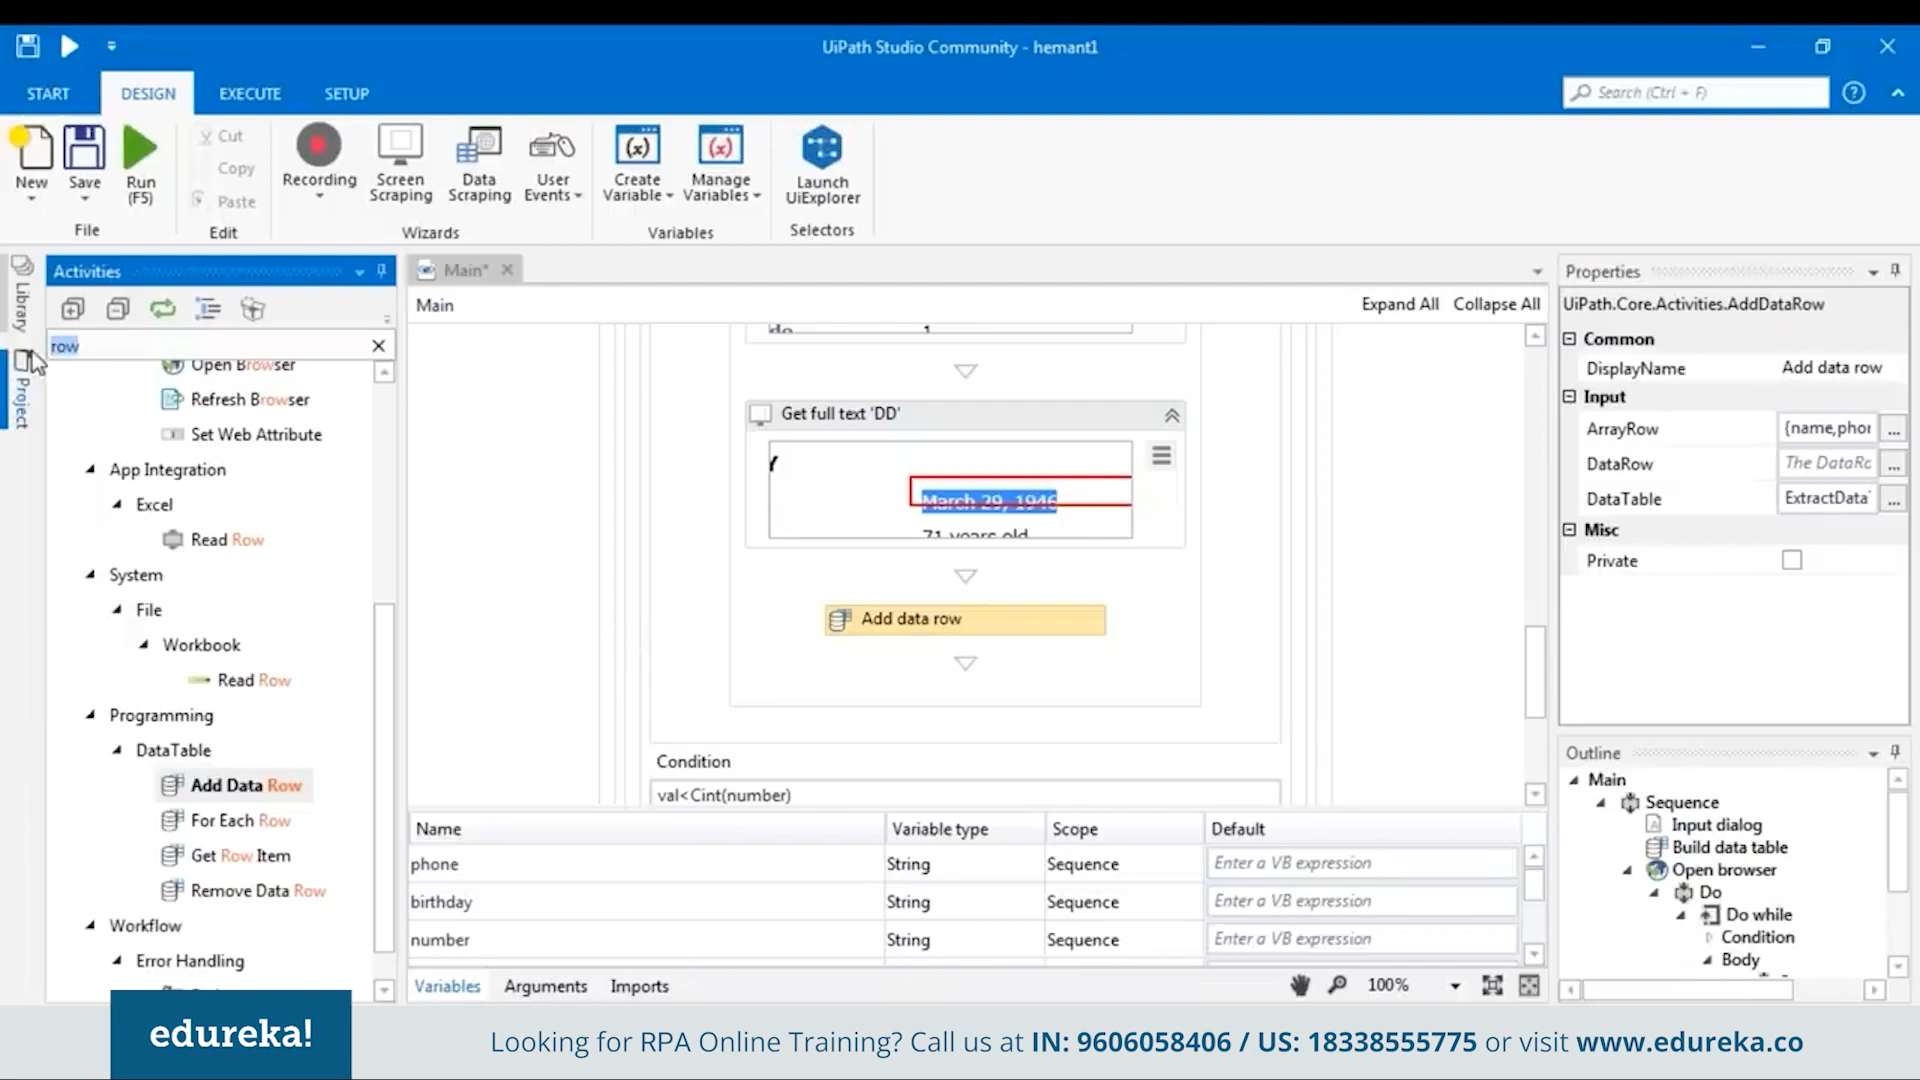 UiPath Studio Community - hemant1
START
DESIGN
EXECUTE
SETUP
Search (Ctrl + F)
New
Save
Run
(F5)
File
Cut
Copy
Paste
Edit
Recording
Screen
Scraping
Data
Scraping
User
Events
Wizards
Create
Variable
Manage
Variables
Variables
Launch
UiExplorer
Selectors
Library
Project
Activities
row
Open Browser
Refresh Browser
Set Web Attribute
App Integration
Excel
Read Row
System
File
Workbook
Read Row
Programming
DataTable
Add Data Row
For Each Row
Get Row Item
Remove Data Row
Workflow
Error Handling
Main*
Main
Expand All Collapse All
Get full text 'DD'
March 29, 1946
71 years old
Add data row
Condition
val<Cint(number)
Name Variable type Scope Default
phone String Sequence Enter a VB expression
birthday String Sequence Enter a VB expression
number String Sequence Enter a VB expression
Variables Arguments Imports
100%
Properties
UiPath.Core.Activities.AddDataRow
Common
DisplayName Add data row
Input
ArrayRow {name,phor ...
DataRow The DataRc ...
DataTable ExtractData ...
Misc
Private
Outline
Main
Sequence
Input dialog
Build data table
Open browser
Do
Do while
Condition
Body
edureka!
Looking for RPA Online Training? Call us at IN: 9606058406 / US: 18338555775 or visit www.edureka.co